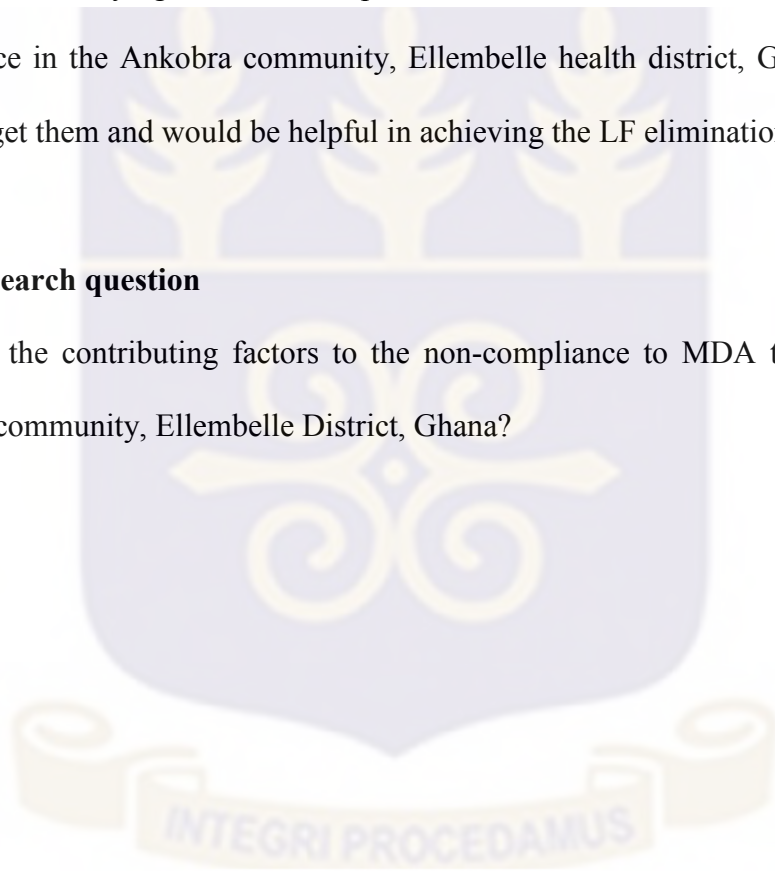 ce in the Ankobra community, Ellembelle health district, G
get them and would be helpful in achieving the LF elimination
earch question
the contributing factors to the non-compliance to MDA t
community, Ellembelle District, Ghana?
INTEGRI PROCEDAMUS